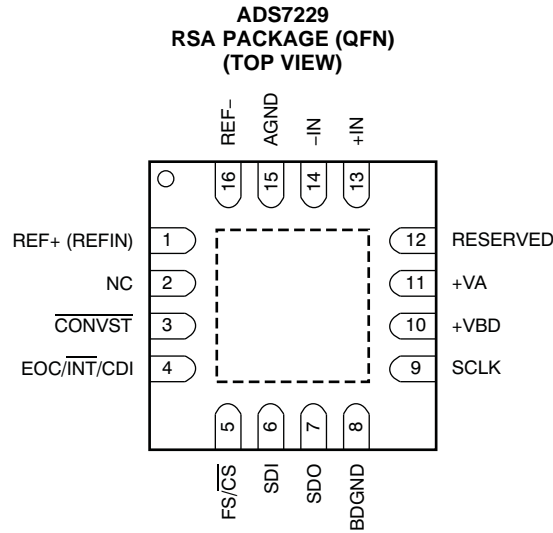 ADS7229
RSA PACKAGE (QFN)
(TOP VIEW)
REF–
AGND
–IN
+IN
16
15
14
13
REF+ (REFIN) 1
NC 2
CONVST 3
EOC/INT/CDI 4
12 RESERVED
11 +VA
10 +VBD
9 SCLK
5
6
7
8
FS/CS
SDI
SDO
BDGND